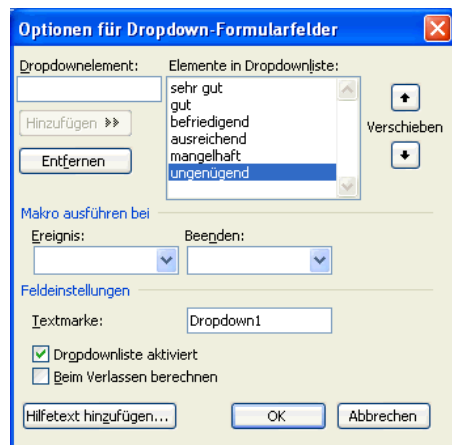 Optionen für Dropdown-Formularfelder
Dropdownelement:
Elemente in Dropdownliste:
sehr gut
gut
befriedigend
ausreichend
mangelhaft
ungenügend
Hinzufügen
Entfernen
Verschieben
Makro ausführen bei
Ereignis:
Beenden:
Feldeinstellungen
Textmarke:
Dropdown1
Dropdownliste aktiviert
Beim Verlassen berechnen
Hilfetext hinzufügen...
OK
Abbrechen